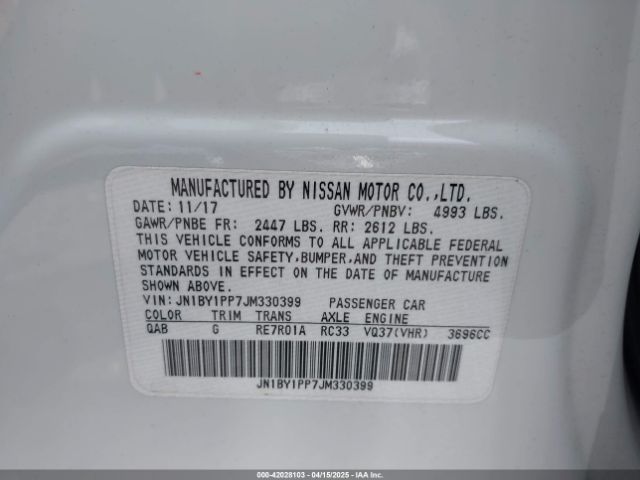 MANUFACTURED BY NISSAN MOTOR CO.,LTD.
DATE: 11/17 GVWR/PNBV: 4993 LBS.
GAWR/PNBE FR: 2447 LBS. RR: 2612 LBS.
THIS VEHICLE CONFORMS TO ALL APPLICABLE FEDERAL
MOTOR VEHICLE SAFETY,BUMPER,AND THEFT PREVENTION
STANDARDS IN EFFECT ON THE DATE OF MANUFACTURE
SHOWN ABOVE.
VIN:JN1BY1PP7JM330399 PASSENGER CAR
COLOR TRIM TRANS AXLE ENGINE
QAB G RE7R01A RC33 VQ37(VHR) 3696CC
JN1BY1PP7JM330399
000-42028103 - 04/15/2025 - IAAI.COM